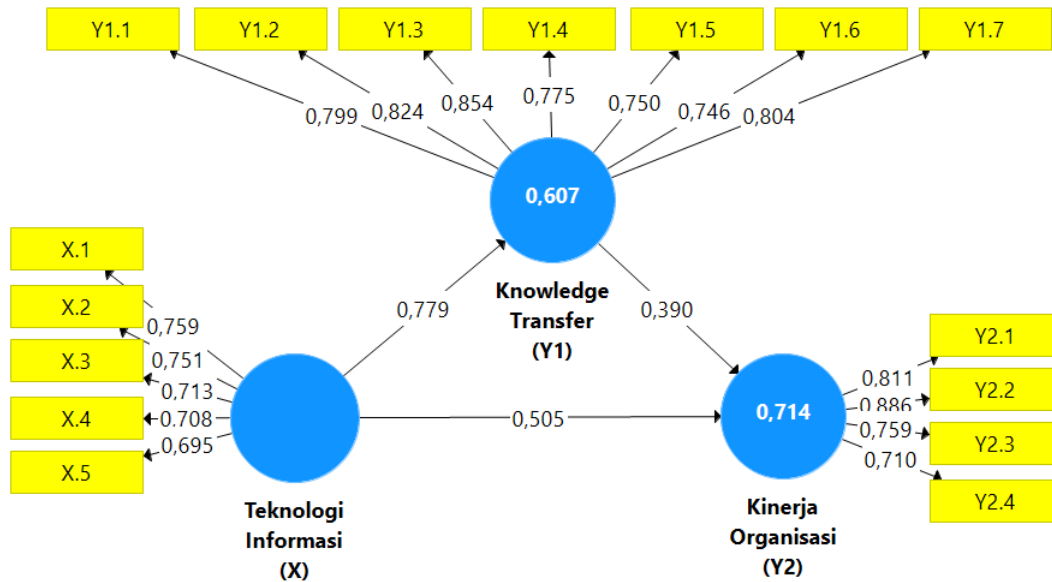 Y1.1 Y1.2 Y1.3 Y1.4 Y1.5 Y1.6 Y1.7
0,799 0,824 0,854 0,775 0,750 0,746 0,804
0,607
Knowledge
Transfer
(Y1)
X.1
X.2
X.3
X.4
X.5
0,759
0,751
0,713
0,708
0,695
0,779
0,390
0,505
Teknologi
Informasi
(X)
0,714
Kinerja
Organisasi
(Y2)
0,811
0,886
0,759
0,710
Y2.1
Y2.2
Y2.3
Y2.4